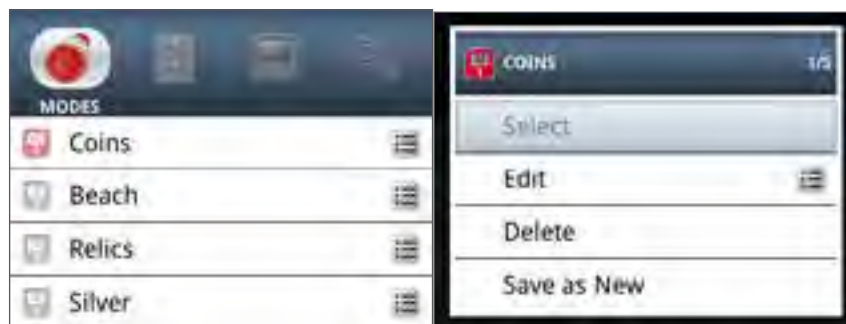 MODES
Coins
Beach
Relics
Silver
COINS 1/5
Select
Edit
Delete
Save as New